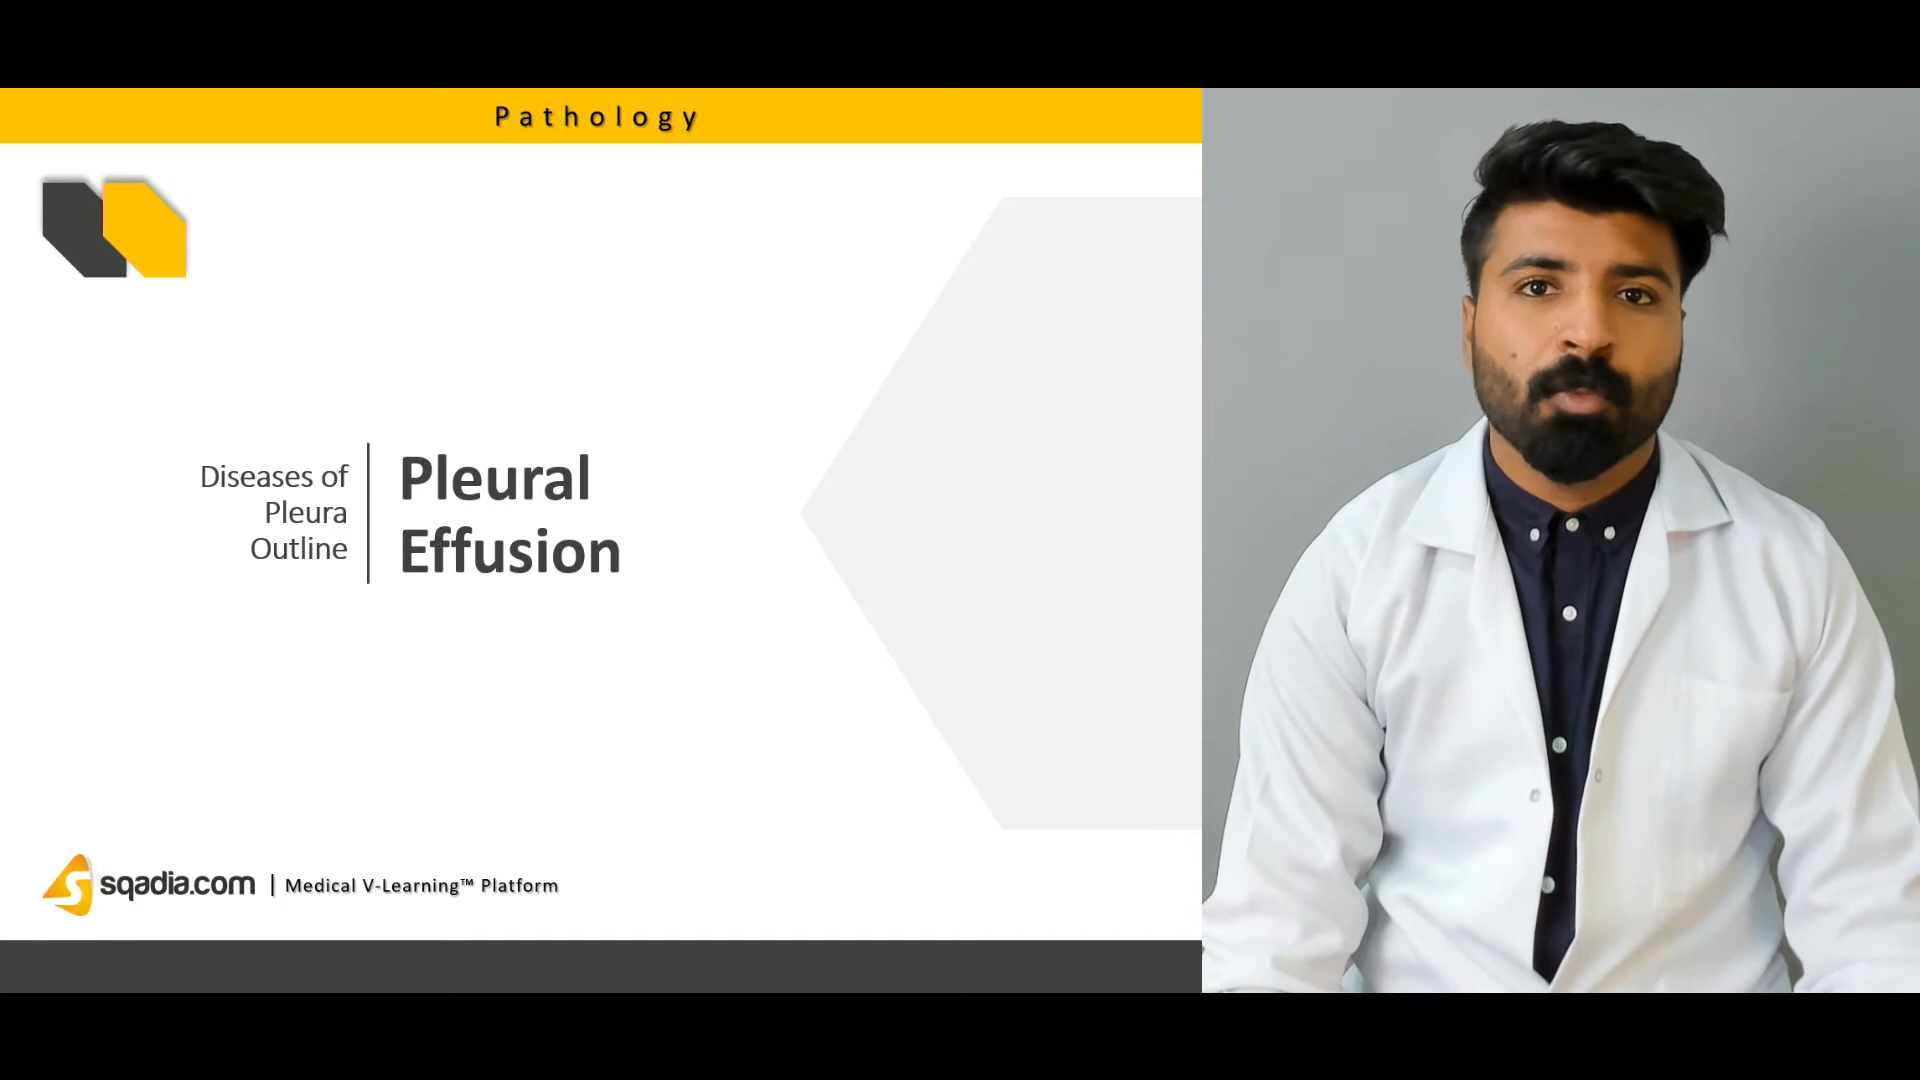 Pathology
Diseases of
Pleura
Outline
Pleural
Effusion
sqadia.com | Medical V-Learning™ Platform